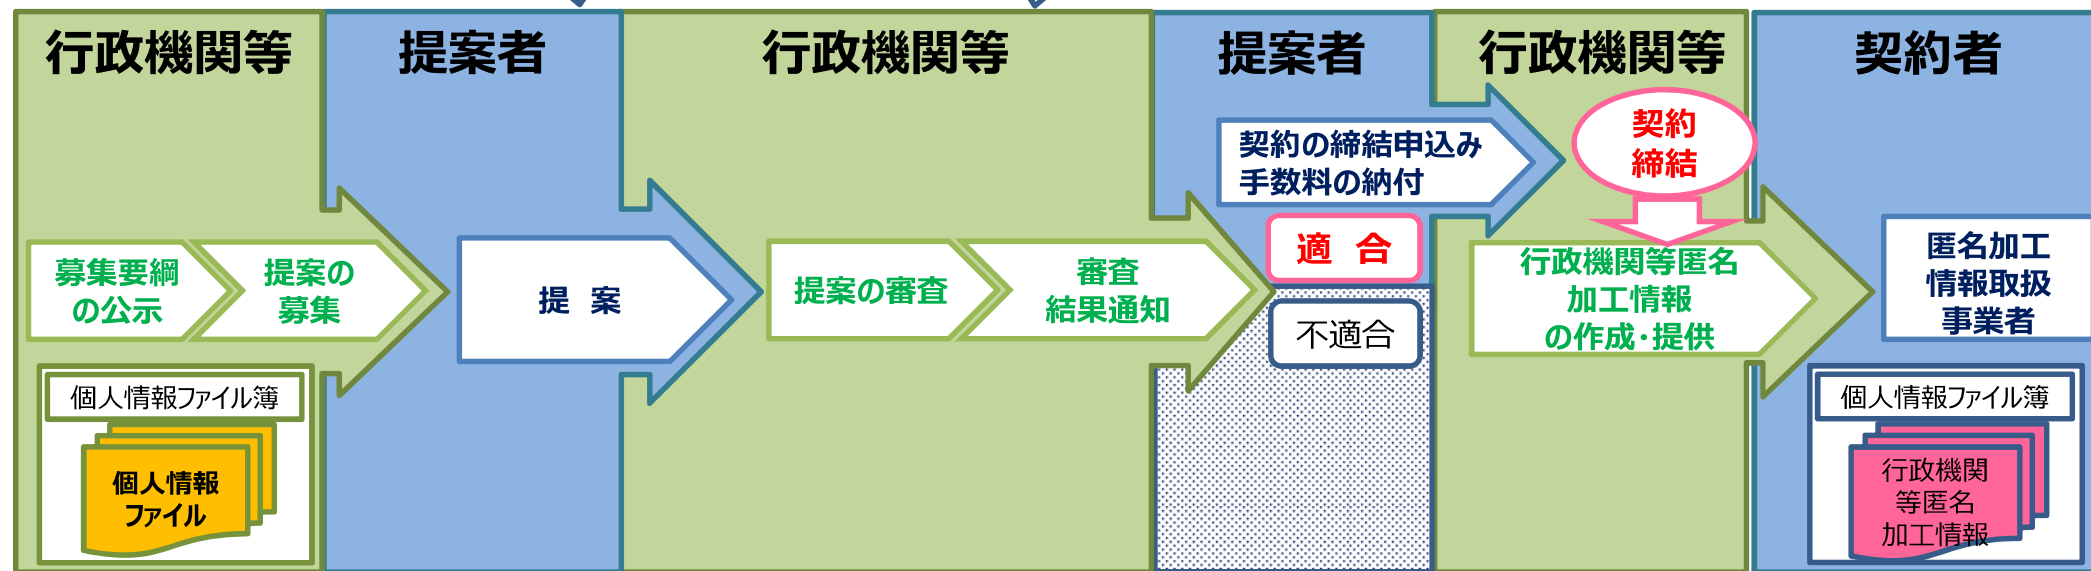 行政機関等
提案者
行政機関等
提案者
行政機関等
契約者
募集要綱
の公示
提案の
募集
個人情報ファイル簿
個人情報
ファイル
提 案
提案の審査
審査
結果通知
契約の締結申込み
手数料の納付
適 合
不適合
契約
締結
行政機関等匿名
加工情報
の作成・提供
匿名加工
情報取扱
事業者
個人情報ファイル簿
行政機関
等匿名
加工情報